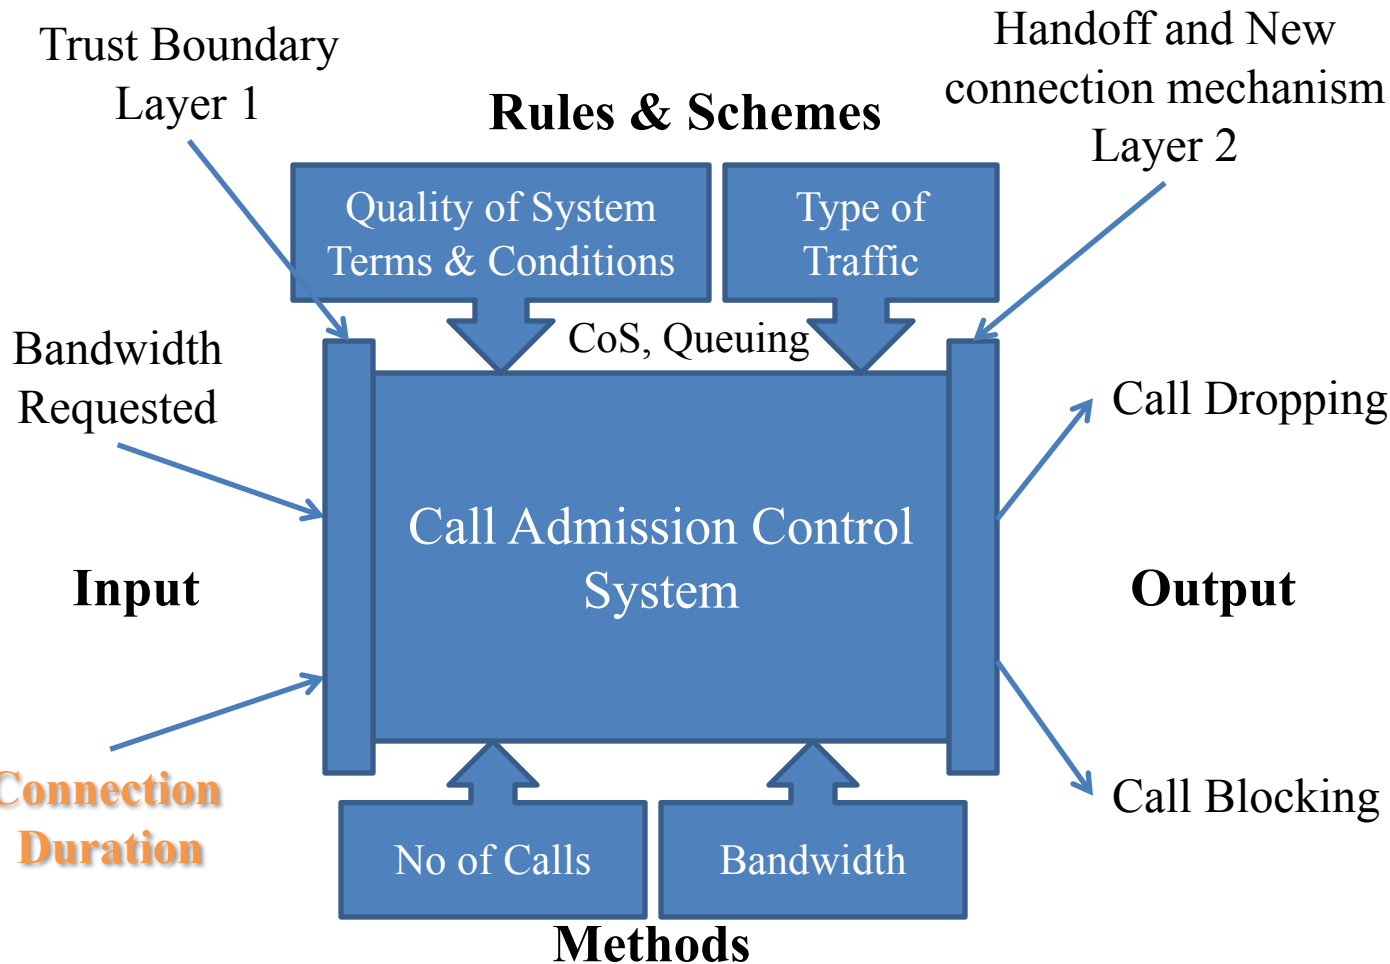 Trust Boundary
Layer 1
Handoff and New
connection mechanism
Layer 2
Rules & Schemes
Quality of System
Terms & Conditions
Type of
Traffic
CoS, Queuing
Bandwidth
Requested
Call Dropping
Call Admission Control
System
Input
Output
Connection
Duration
Call Blocking
No of Calls
Bandwidth
Methods